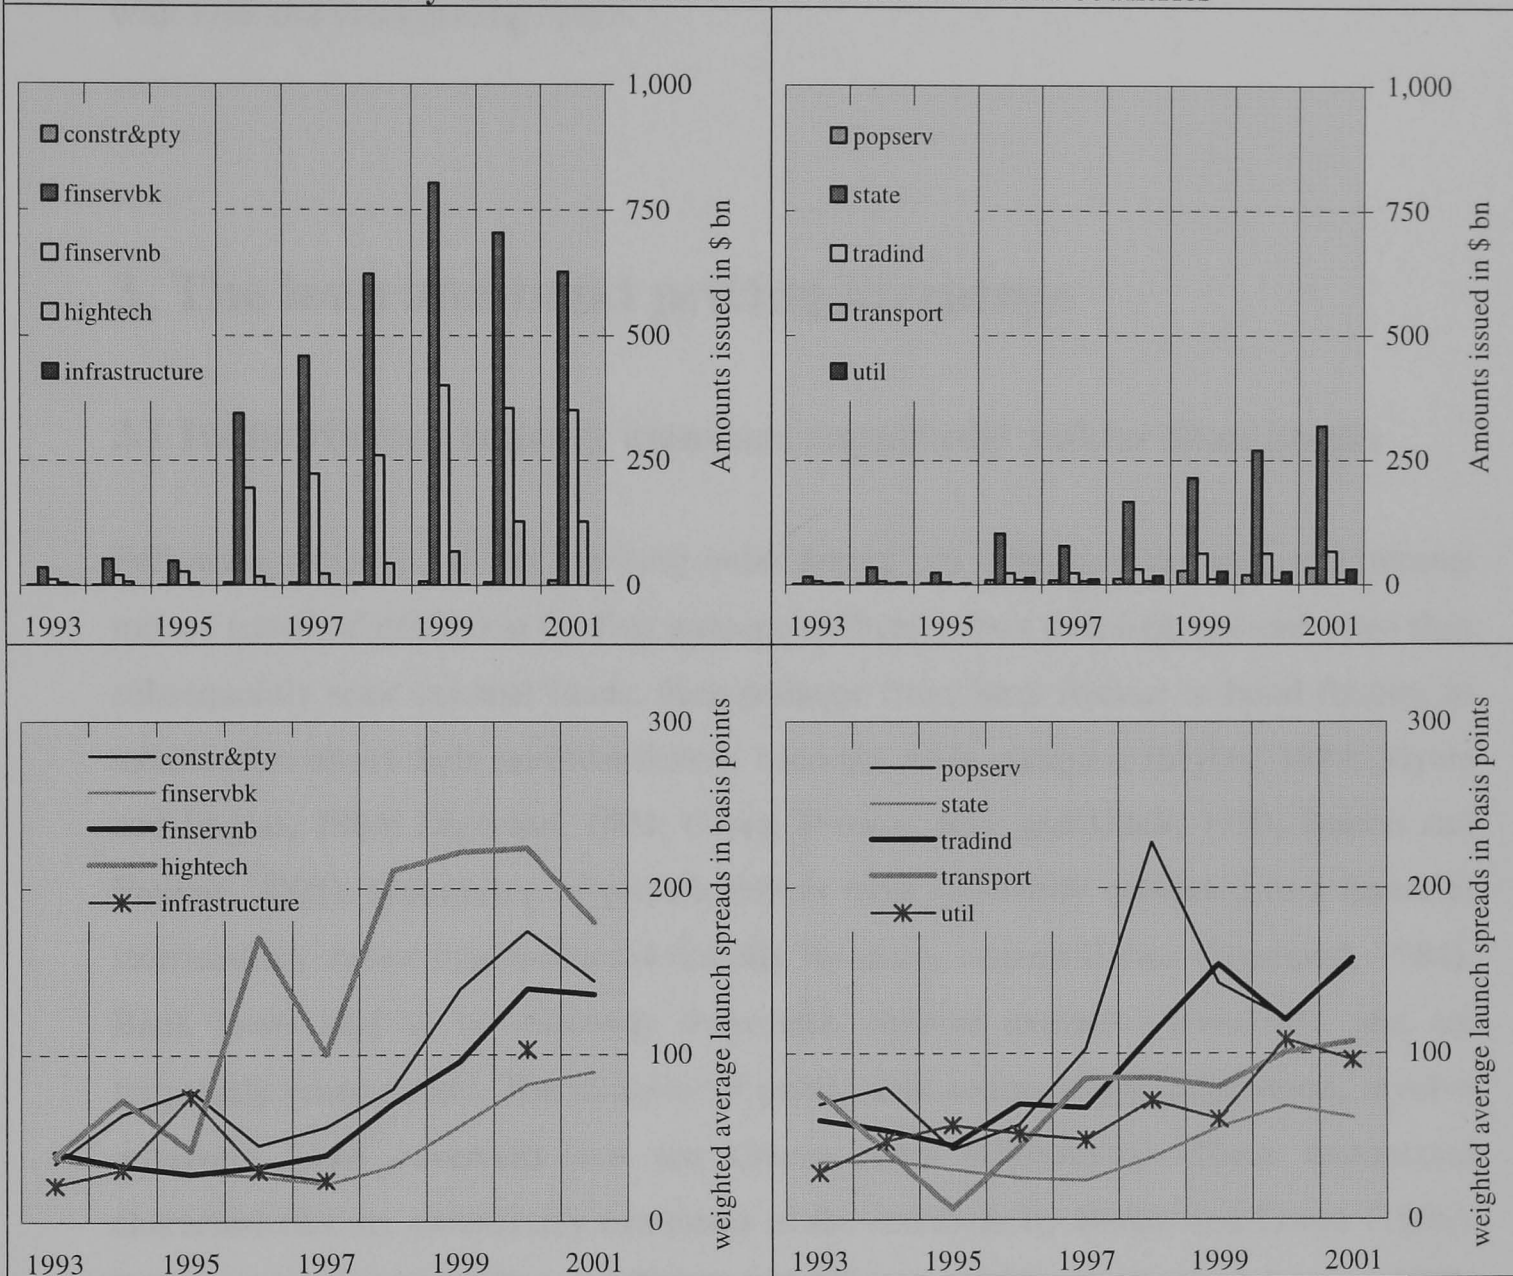 1,000
constr&pty
finservbk
750
finservnb
hightech
500
infrastructure
250
0
Amounts issued in $ bn
1993 1995 1997 1999 2001
1,000
popserv
state
750
tradind
transport
500
util
250
0
Amounts issued in $ bn
1993 1995 1997 1999 2001
300
constr&pty
finservbk
finservnb
hightech
200
infrastructure
100
0
weighted average launch spreads in basis points
1993 1995 1997 1999 2001
300
popserv
state
tradind
transport
200
util
100
0
weighted average launch spreads in basis points
1993 1995 1997 1999 2001